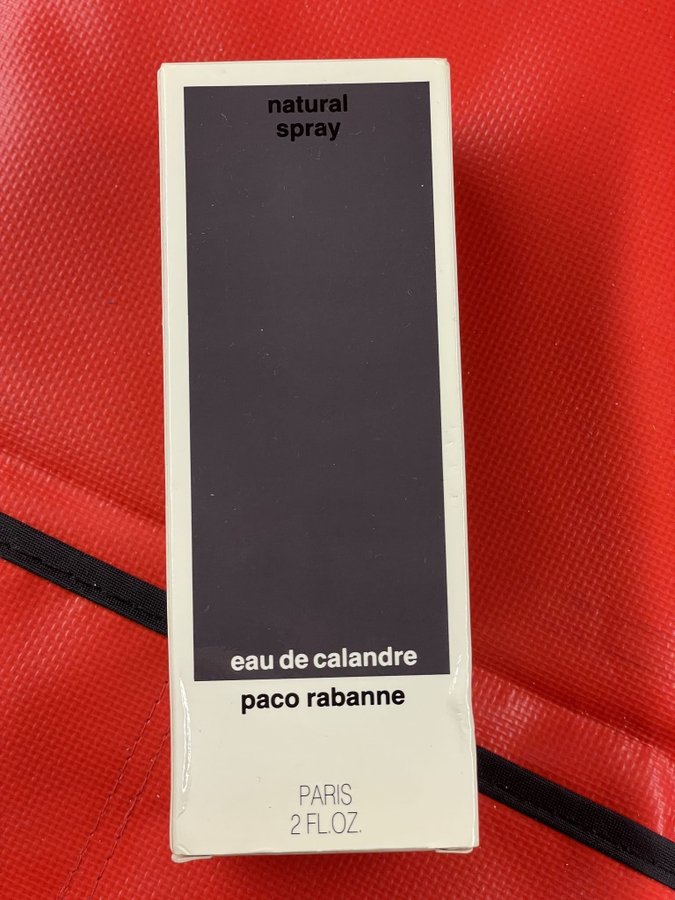 natural
spray
eau de calandre
paco rabanne
PARIS
2 FL.OZ.